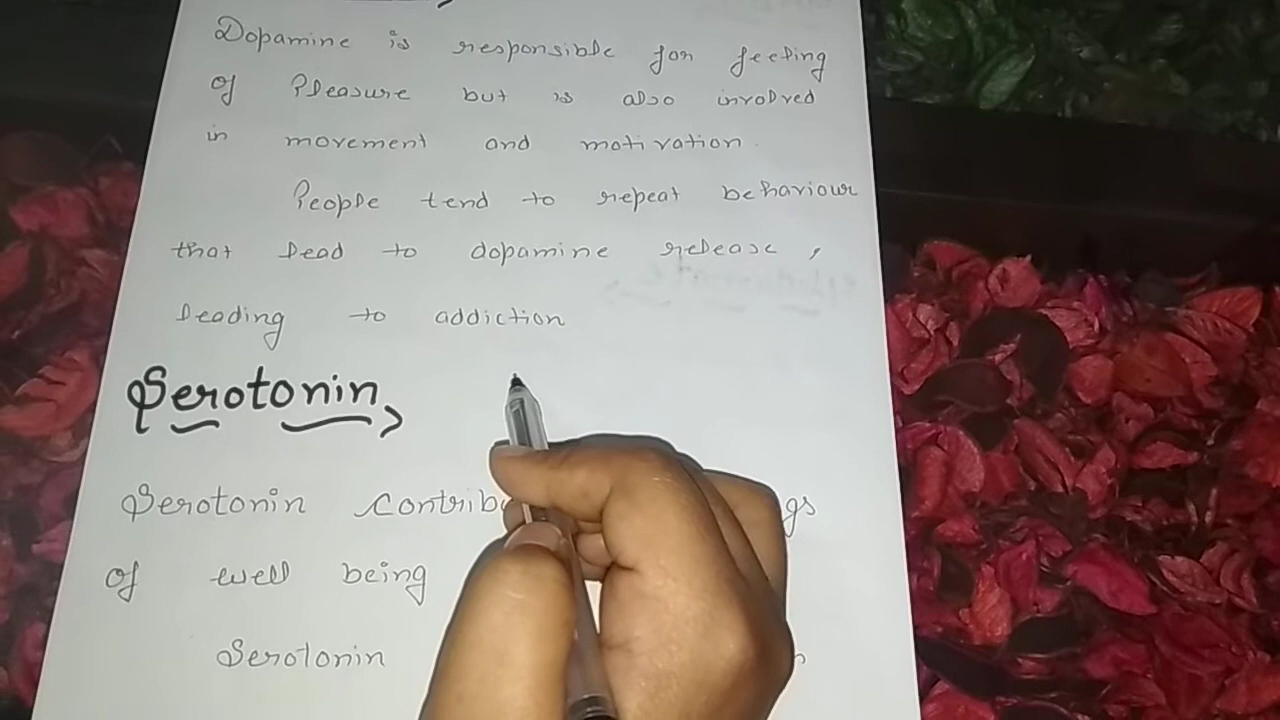 Dopamine is responsible for feeling
of Pleasure but is also involved
in movement and motivation.
People tend to repeat behaviour
that lead to dopamine release,
leading to addiction
Serotonin
Serotonin
of well being
Serotonin